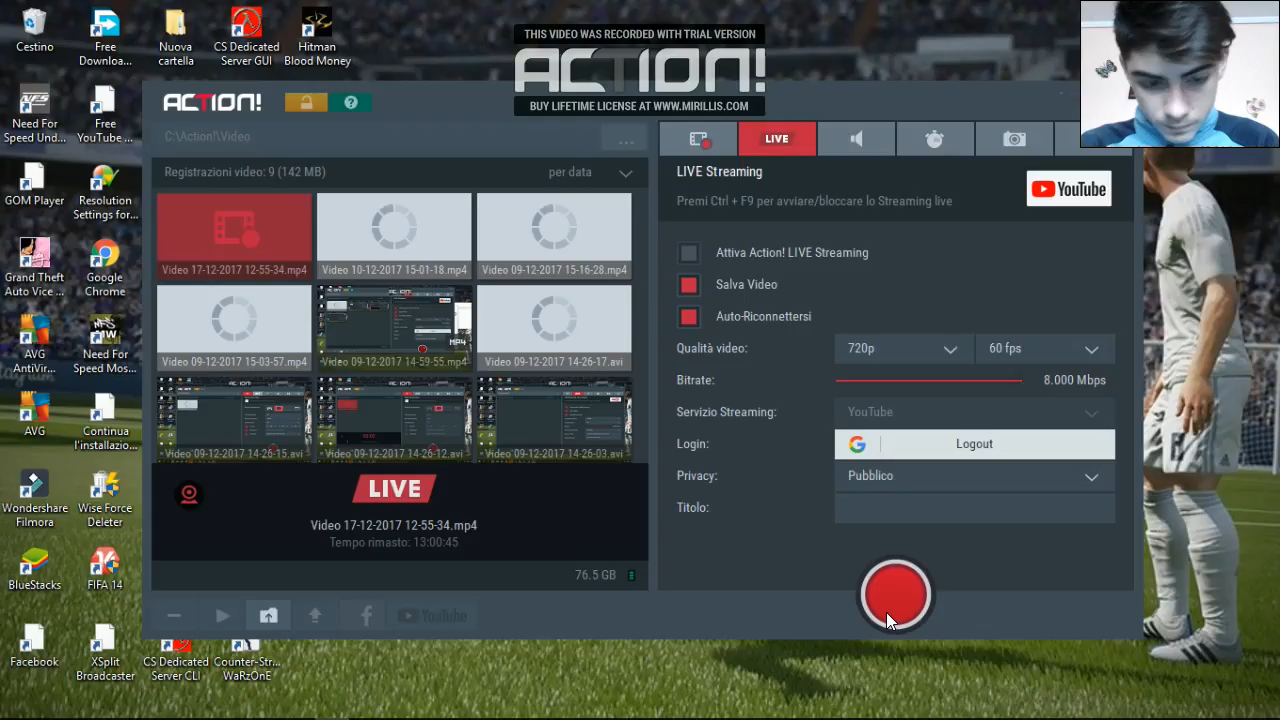 THIS VIDEO WAS RECORDED WITH TRIAL VERSION
ACTION!
BUY LIFETIME LICENSE AT WWW.MIRILLIS.COM
Cestino
Free
Downloa...
Nuova
cartella
CS Dedicated
Server GUI
Hitman
Blood Money
Need For
Speed Und...
Free
YouTube ...
GOM Player
Resolution
Settings for...
Grand Theft
Auto Vice ...
Google
Chrome
AVG
AntiVir...
Need For
Speed Mos...
AVG
Continua
l'installazio...
Wondershare
Filmora
Wise Force
Deleter
BlueStacks
FIFA 14
Facebook
XSplit
Broadcaster
CS Dedicated
Server CLI
Counter-Str...
WaRzOnE
ACTION!
C:\Action!\Video
...
Registrazioni video: 9 (142 MB)
per data
Video 17-12-2017 12-55-34.mp4
Video 10-12-2017 15-01-18.mp4
Video 09-12-2017 15-16-28.mp4
Video 09-12-2017 15-03-57.mp4
MP4
Video 09-12-2017 14-59-55.mp4
Video 09-12-2017 14-26-17.avi
Video 09-12-2017 14-26-15.avi
Video 09-12-2017 14-26-12.avi
Video 09-12-2017 14-26-03.avi
LIVE
Video 17-12-2017 12-55-34.mp4
Tempo rimasto: 13:00:45
76.5 GB
YouTube
LIVE
LIVE Streaming
Premi Ctrl + F9 per avviare/bloccare lo Streaming live
YouTube
Attiva Action! LIVE Streaming
Salva Video
Auto-Riconnettersi
Qualità video:
720p
60 fps
Bitrate:
8.000 Mbps
Servizio Streaming:
YouTube
Login:
Logout
Privacy:
Pubblico
Titolo: